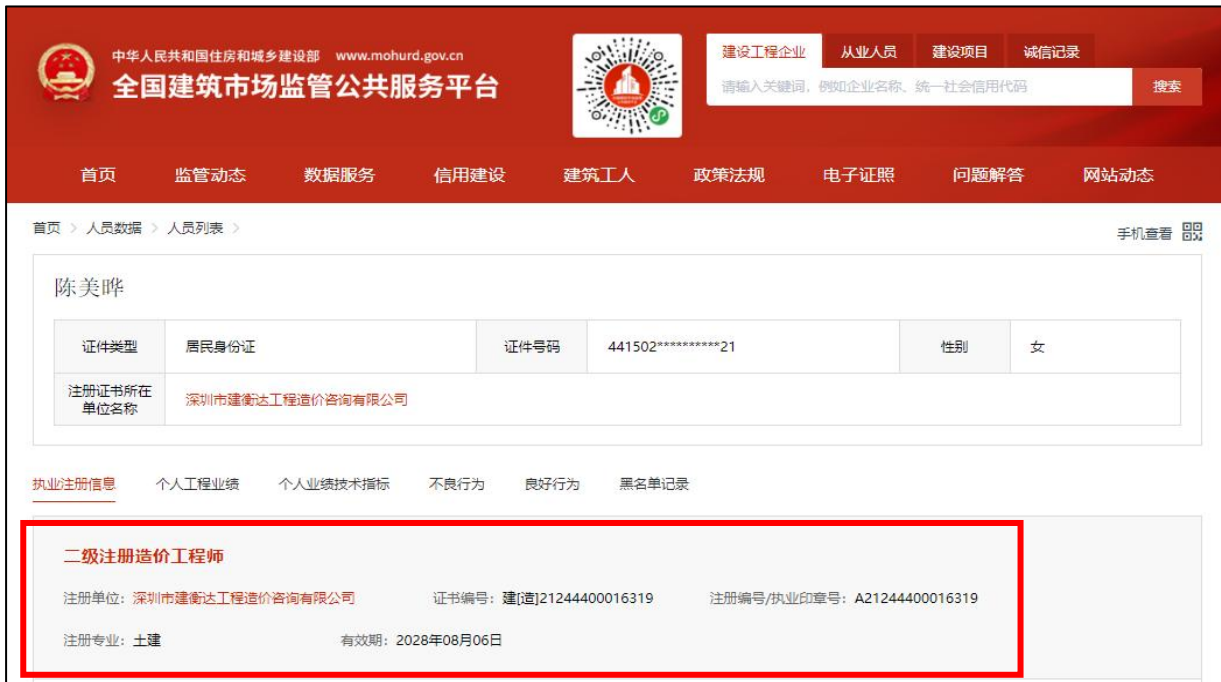 中华人民共和国住房和城乡建设部 www.mohurd.gov.cn
全国建筑市场监管公共服务平台
建设工程企业 从业人员 建设项目 诚信记录
请输入关键词，例如企业名称、统一社会信用代码 搜索
首页 监管动态 数据服务 信用建设 建筑工人 政策法规 电子证照 问题解答 网站动态
首页 > 人员数据 > 人员列表 >
手机查看
陈美晔
证件类型 居民身份证 证件号码 441502**********21 性别 女
注册证书所在
单位名称
深圳市建衡达工程造价咨询有限公司
执业注册信息 个人工程业绩 个人业绩技术指标 不良行为 良好行为 黑名单记录
二级注册造价工程师
注册单位：深圳市建衡达工程造价咨询有限公司 证书编号：建[造]21244400016319 注册编号/执业印章号：A21244400016319
注册专业：土建 有效期：2028年08月06日